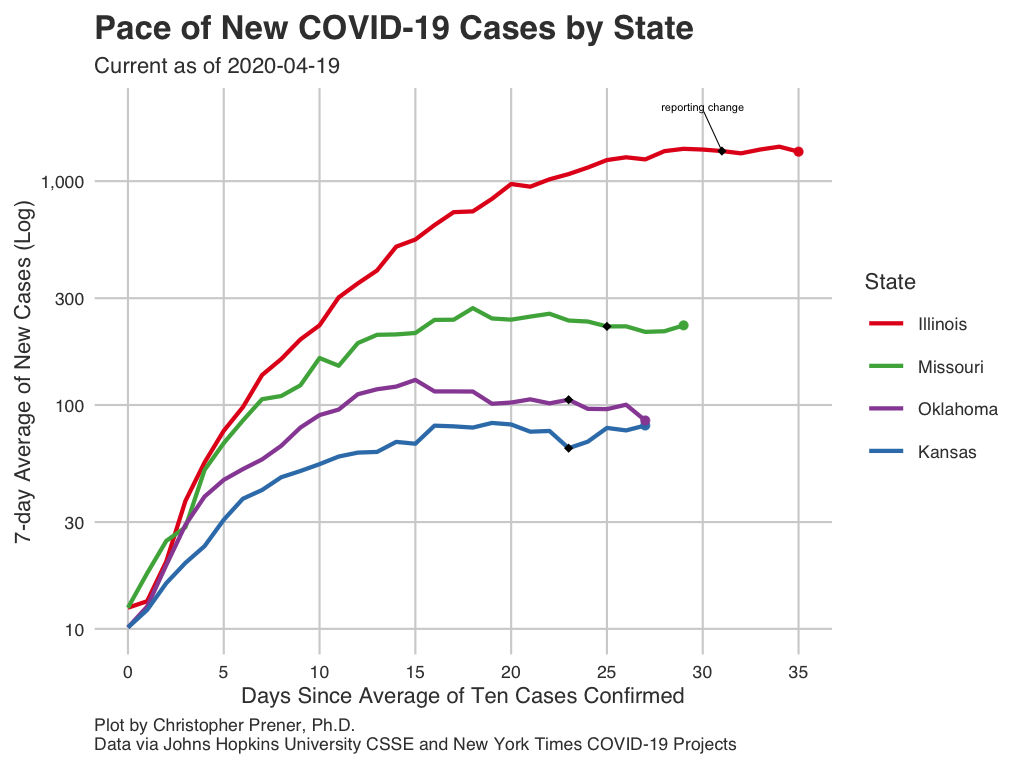 Pace of New COVID-19 Cases by State
Current as of 2020-04-19
reporting change
7-day Average of New Cases (Log)
1,000
300
100
30
10
State
Illinois
Missouri
Oklahoma
Kansas
0 5 10 15 20 25 30 35
Days Since Average of Ten Cases Confirmed
Plot by Christopher Prener, Ph.D.
Data via Johns Hopkins University CSSE and New York Times COVID-19 Projects